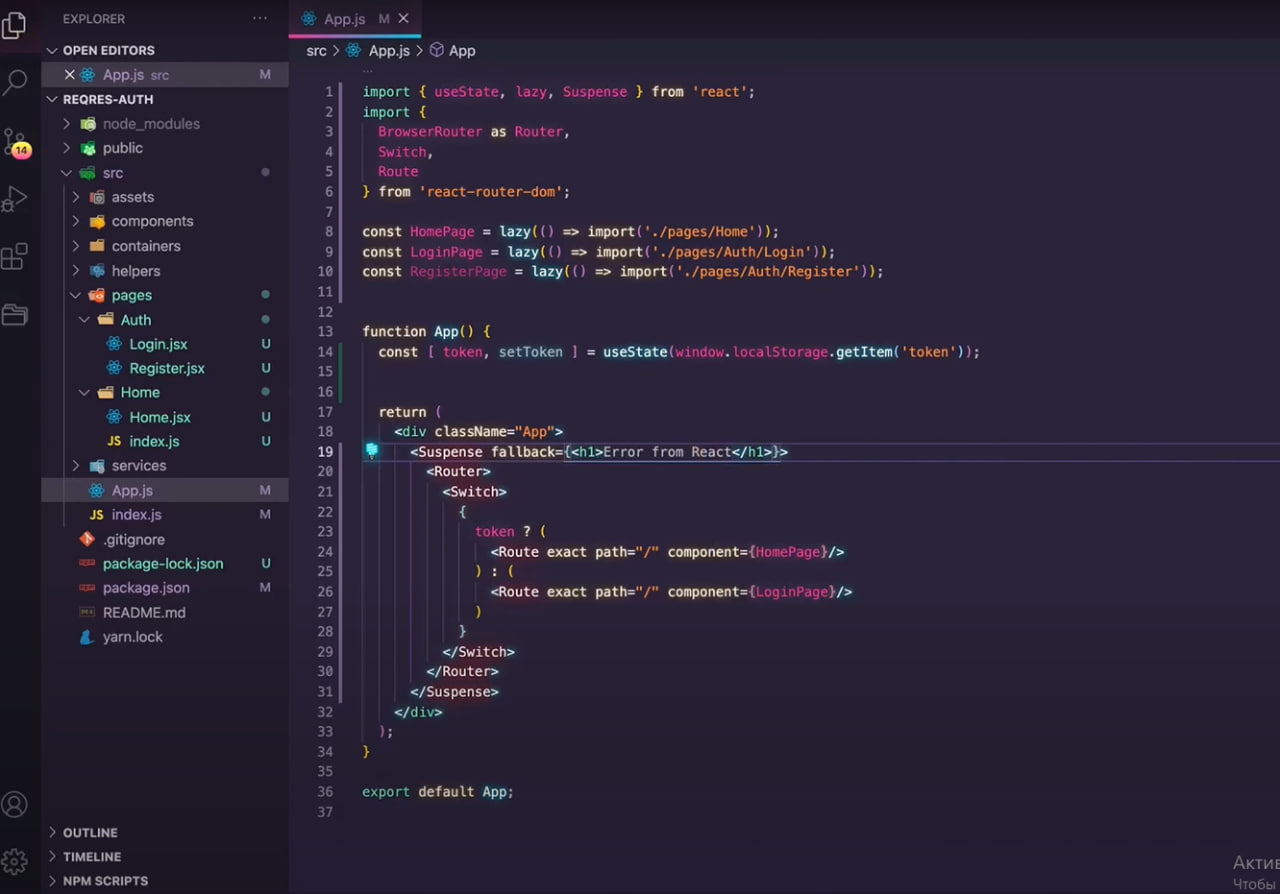 EXPLORER
OPEN EDITORS
App.js src M
REQRES-AUTH
node_modules
public
src
assets
components
containers
helpers
pages
Auth
Login.jsx U
Register.jsx U
Home
Home.jsx U
index.js U
services
App.js M
index.js M
.gitignore
package-lock.json U
package.json M
README.md
yarn.lock
OUTLINE
TIMELINE
NPM SCRIPTS
14
App.js M
src > App.js > App
1 import { useState, lazy, Suspense } from 'react';
2 import {
3 BrowserRouter as Router,
4 Switch,
5 Route
6 } from 'react-router-dom';
7
8 const HomePage = lazy(() => import('./pages/Home'));
9 const LoginPage = lazy(() => import('./pages/Auth/Login'));
10 const RegisterPage = lazy(() => import('./pages/Auth/Register'));
11
12
13 function App() {
14 const [ token, setToken ] = useState(window.localStorage.getItem('token'));
15
16
17 return (
18 <div className="App">
19 <Suspense fallback={<h1>Error from React</h1>}>
20 <Router>
21 <Switch>
22 {
23 token ? (
24 <Route exact path="/" component={HomePage}/>
25 ) : (
26 <Route exact path="/" component={LoginPage}/>
27 )
28 }
29 </Switch>
30 </Router>
31 </Suspense>
32 </div>
33 );
34 }
35
36 export default App;
37
Актив
Чтобы